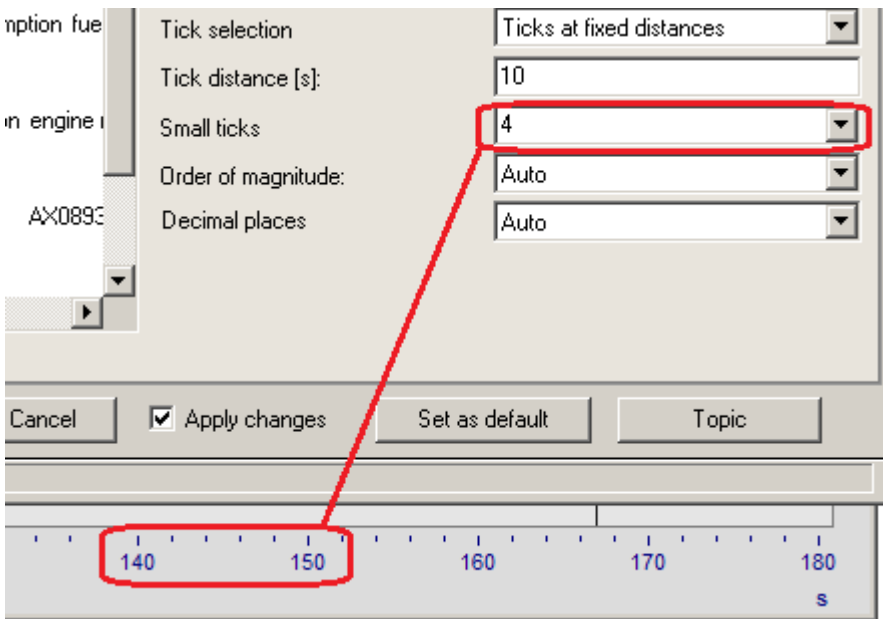 mption fue
Tick selection
Ticks at fixed distances
Tick distance [s]:
10
on engine r
Small ticks
4
Order of magnitude:
Auto
AX0893
Decimal places
Auto
Cancel
Apply changes
Set as default
Topic
140 150 160 170 180
s